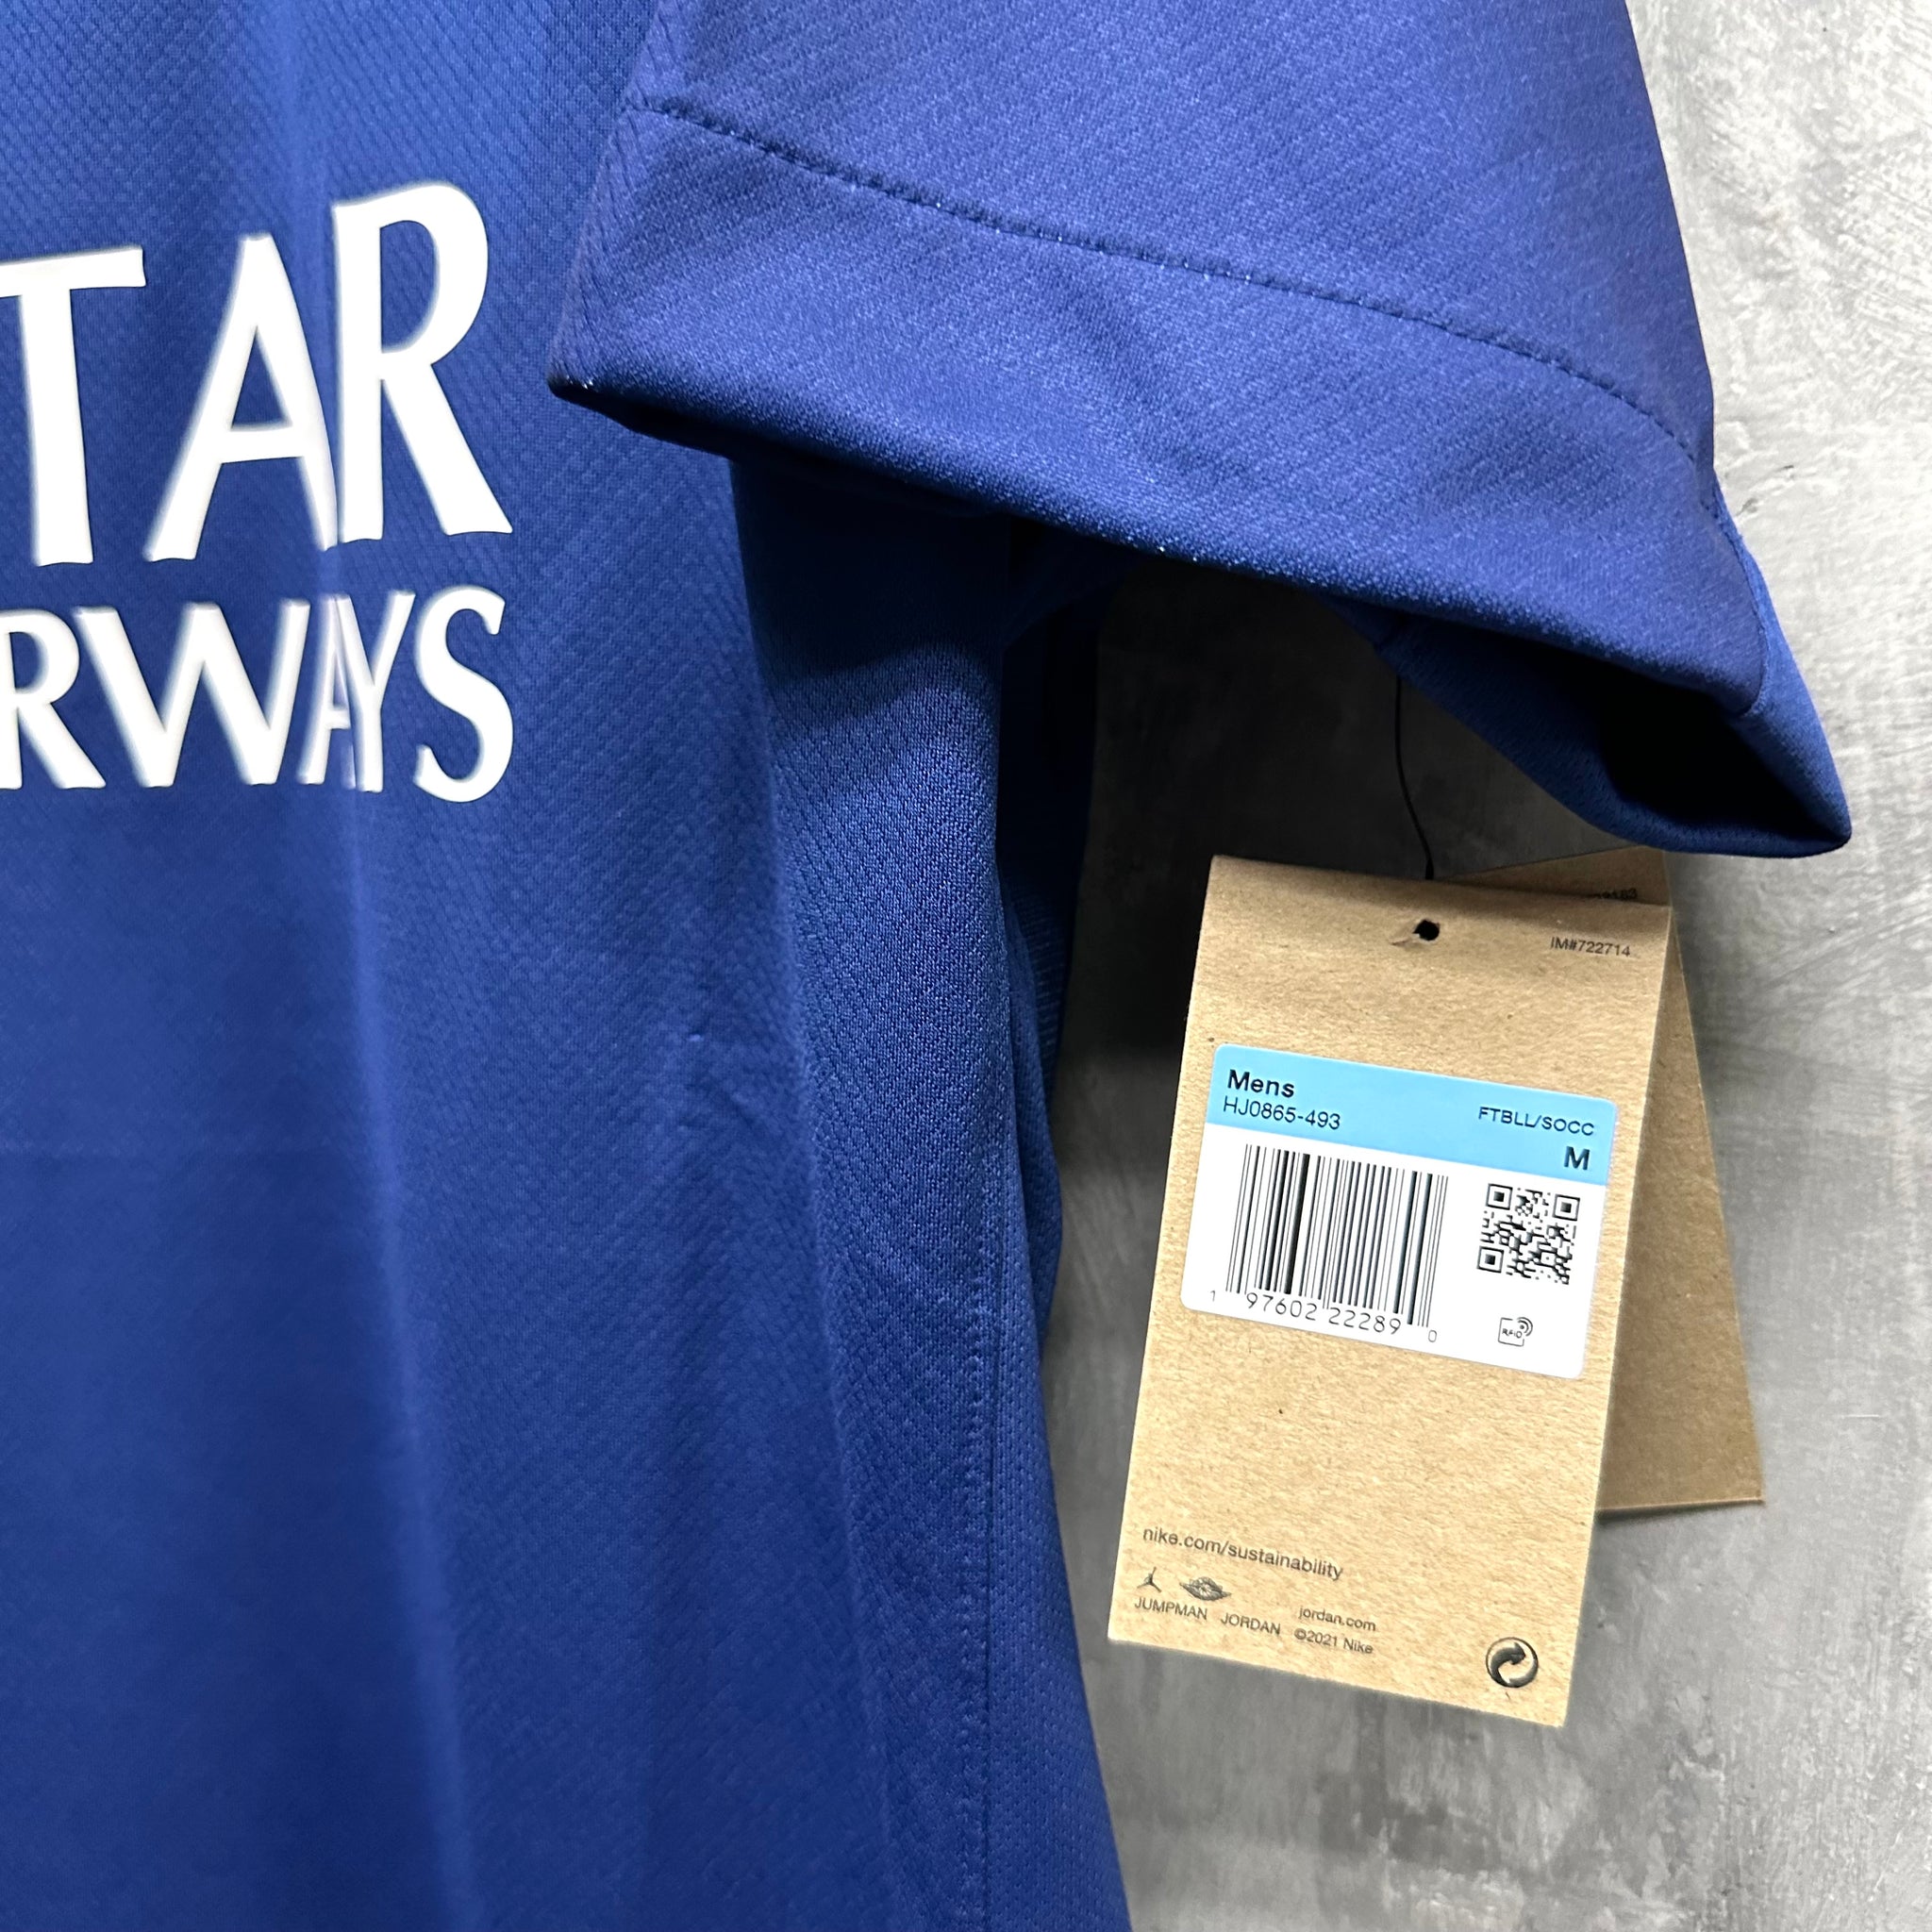 TAR
RWAYS
IM#722714
Mens
HJ0865-493
FTBLL/SOCC
M
1 97602 22289 0
RFID
nike.com/sustainability
JUMPMAN JORDAN
jordan.com
©2021 Nike